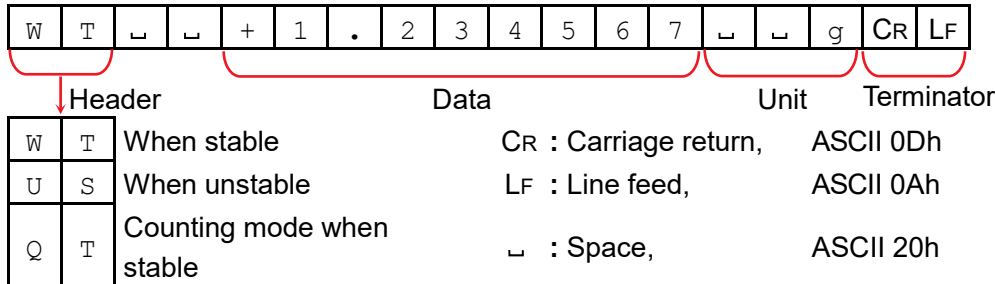 W T ␣ ␣ + 1 . 2 3 4 5 6 7 ␣ ␣ g CR LF
Header Data Unit Terminator
W T When stable CR : Carriage return, ASCII 0Dh
U S When unstable LF : Line feed, ASCII 0Ah
Q T Counting mode when stable ␣ : Space, ASCII 20h